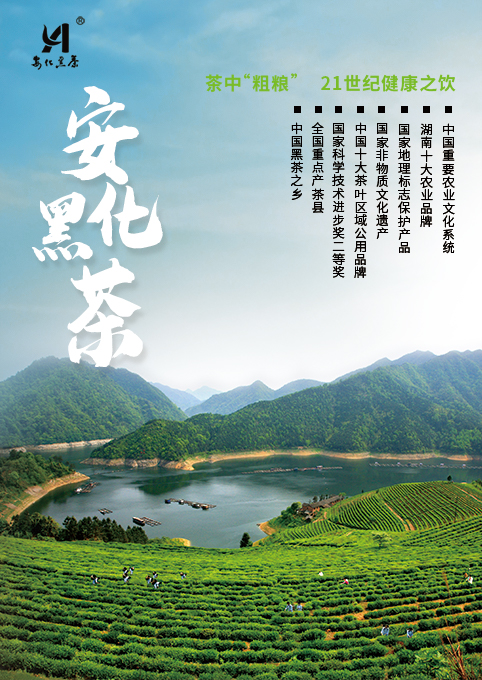 ®
安化黑茶
茶中“粗粮” 21世纪健康之饮
安化
黑茶
■ 中国重要农业文化系统
■ 湖南十大农业品牌
■ 国家地理标志保护产品
■ 国家非物质文化遗产
■ 中国十大茶叶区域公用品牌
■ 国家科学技术进步奖二等奖
■ 全国重点产茶县
■ 中国黑茶之乡